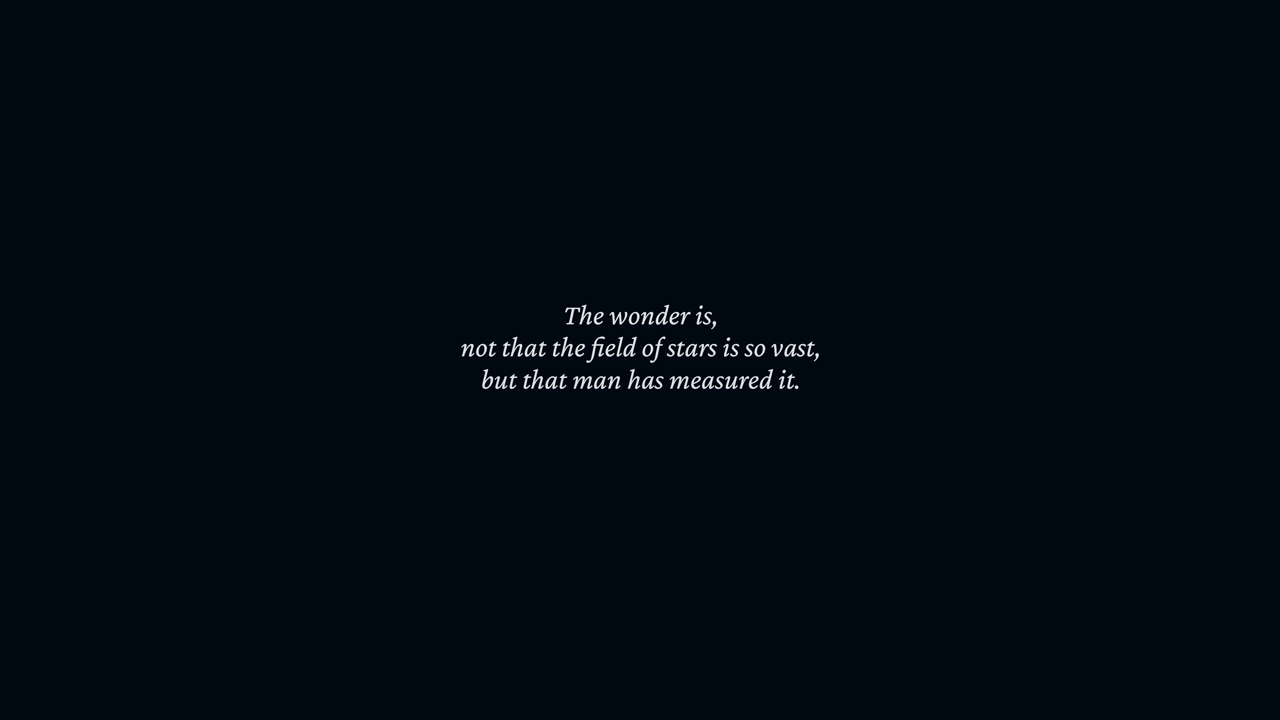 The wonder is,
not that the field of stars is so vast,
but that man has measured it.